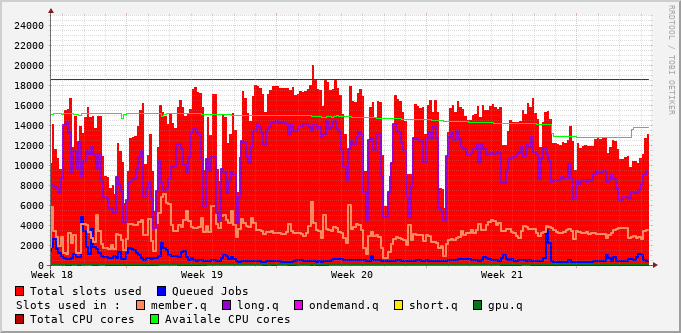 RRDTOOL / TOBI OETIKER
24000
22000
20000
18000
16000
14000
12000
10000
8000
6000
4000
2000
0
Week 18 Week 19 Week 20 Week 21
Total slots used Queued Jobs
Slots used in : member.q long.q ondemand.q short.q gpu.q
Total CPU cores Availale CPU cores